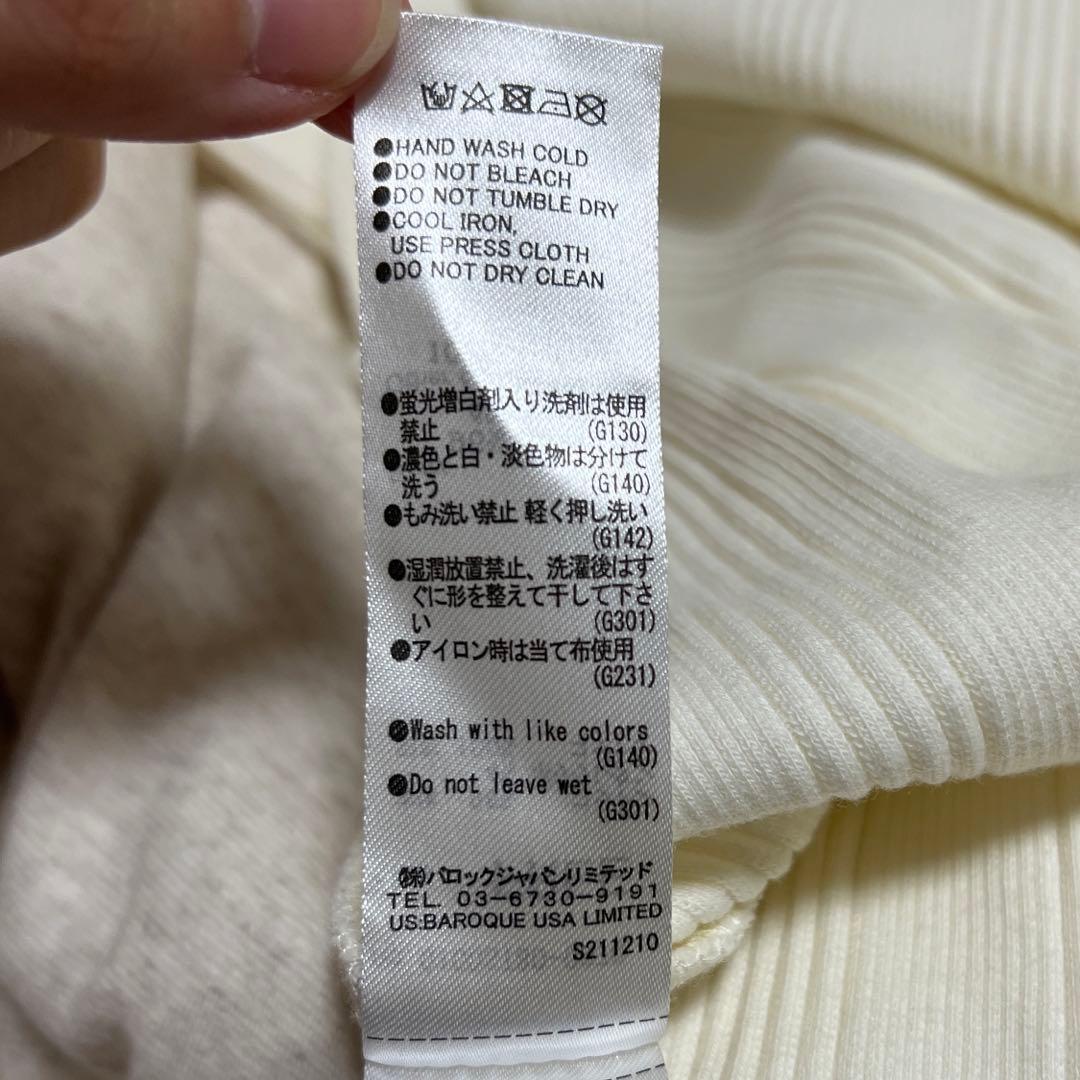 ●HAND WASH COLD
●DO NOT BLEACH
●DO NOT TUMBLE DRY
●COOL IRON,
USE PRESS CLOTH
●DO NOT DRY CLEAN
●蛍光増白剤入り洗剤は使用
禁止 (G130)
●濃色と白・淡色物は分けて
洗う (G140)
●もみ洗い禁止 軽く押し洗い
(G142)
●湿潤放置禁止、洗濯後はす
ぐに形を整えて干して下さ
い (G301)
●アイロン時は当て布使用
(G231)
●Wash with like colors
(G140)
●Do not leave wet
(G301)
㈱バロックジャパンリミテッド
TEL. 03-6730-9191
US:BAROQUE USA LIMITED
S211210